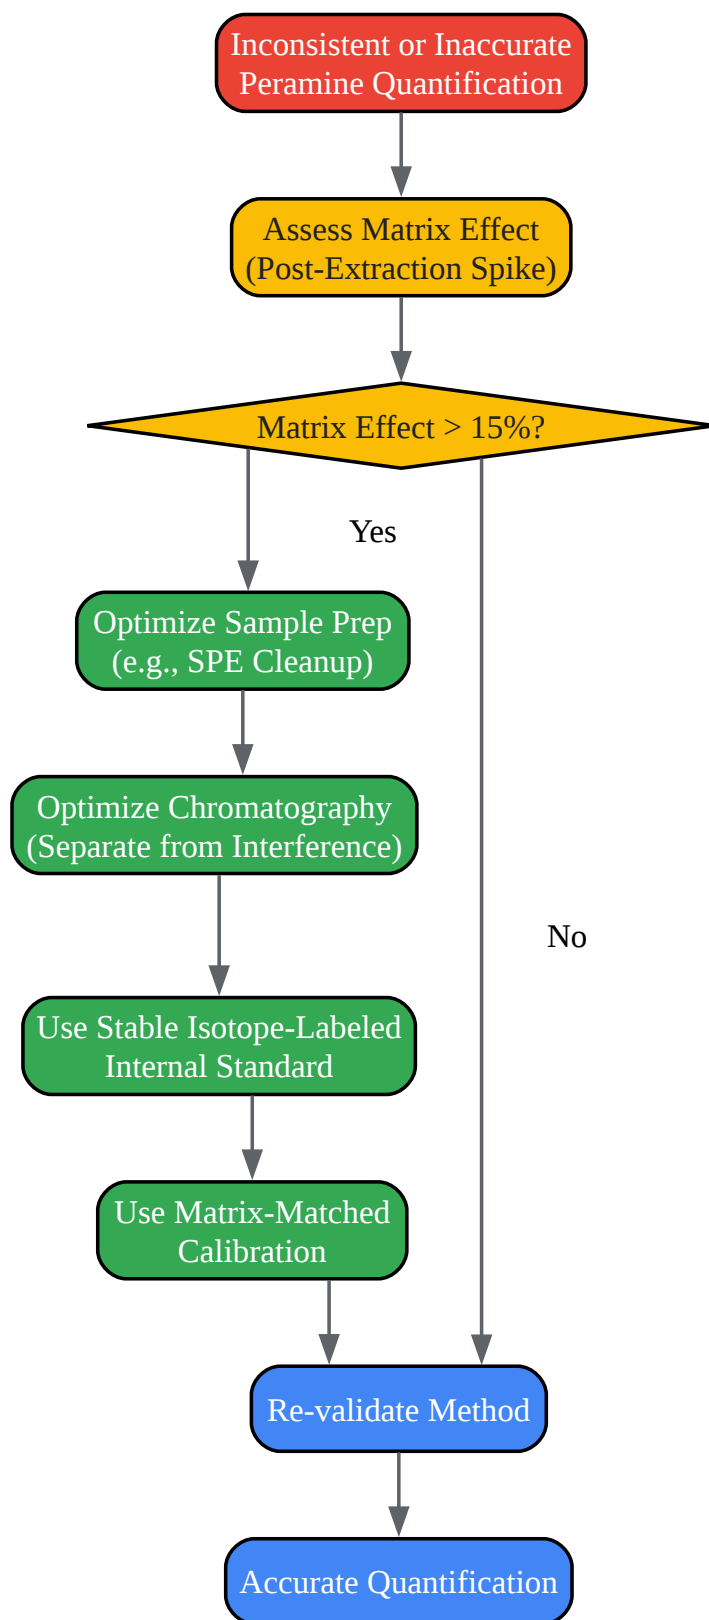 Inconsistent or Inaccurate
Peramine Quantification
Assess Matrix Effect
(Post-Extraction Spike)
Matrix Effect > 15%?
Yes
Optimize Sample Prep
(e.g., SPE Cleanup)
Optimize Chromatography
(Separate from Interference)
No
Use Stable Isotope-Labeled
Internal Standard
Use Matrix-Matched
Calibration
Re-validate Method
Accurate Quantification